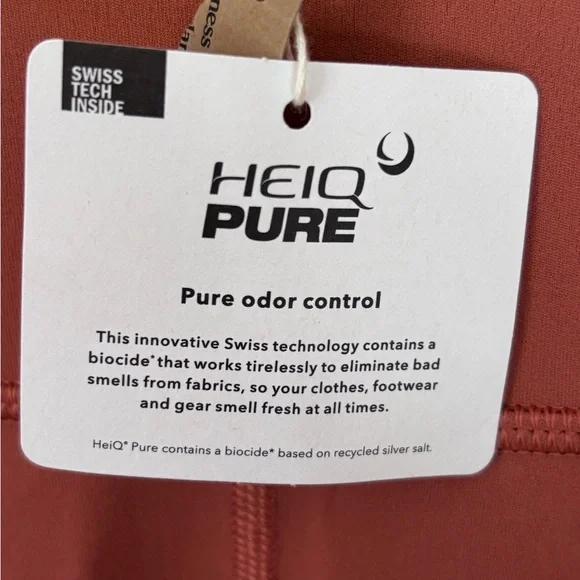 ness
SWISS
TECH
INSIDE
HEIQ
PURE
Pure odor control
This innovative Swiss technology contains a
biocide* that works tirelessly to eliminate bad
smells from fabrics, so your clothes, footwear
and gear smell fresh at all times.
HeiQ® Pure contains a biocide* based on recycled silver salt.